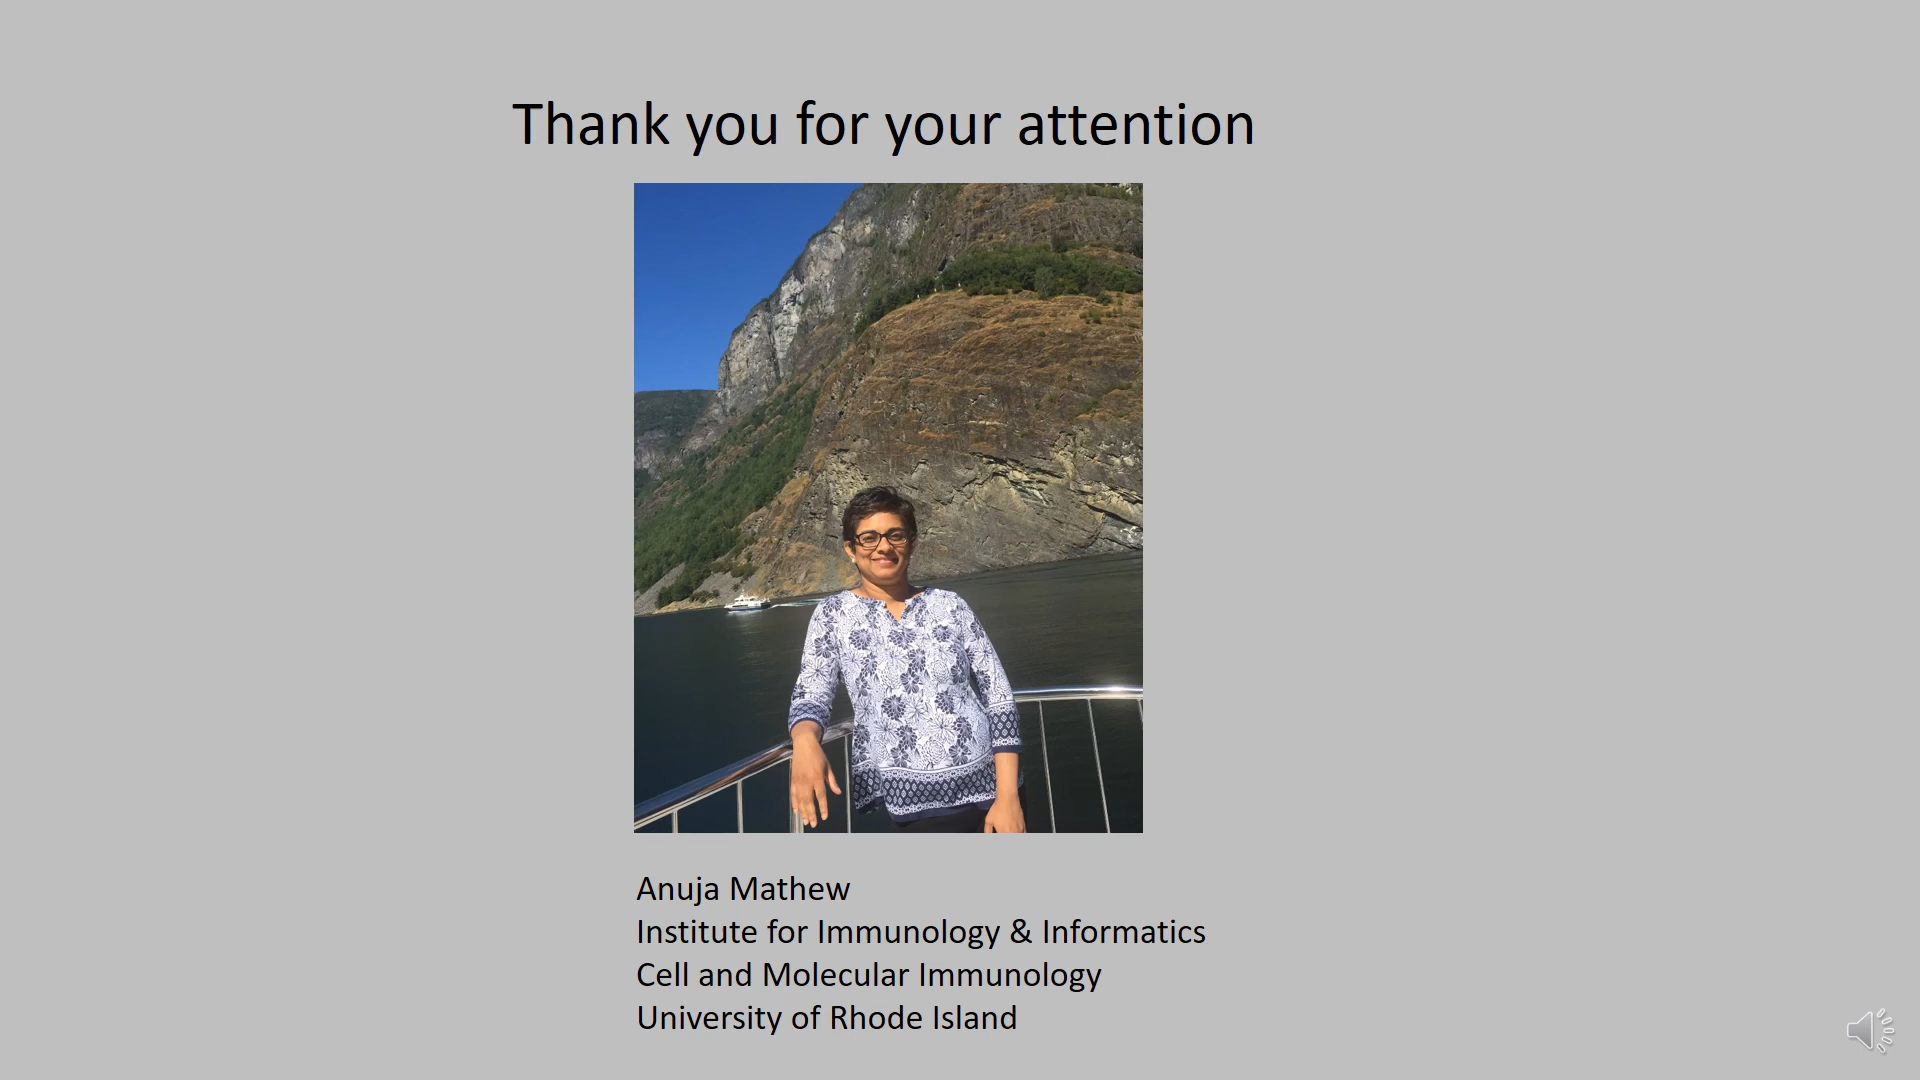 Thank you for your attention
Anuja Mathew
Institute for Immunology & Informatics
Cell and Molecular Immunology
University of Rhode Island